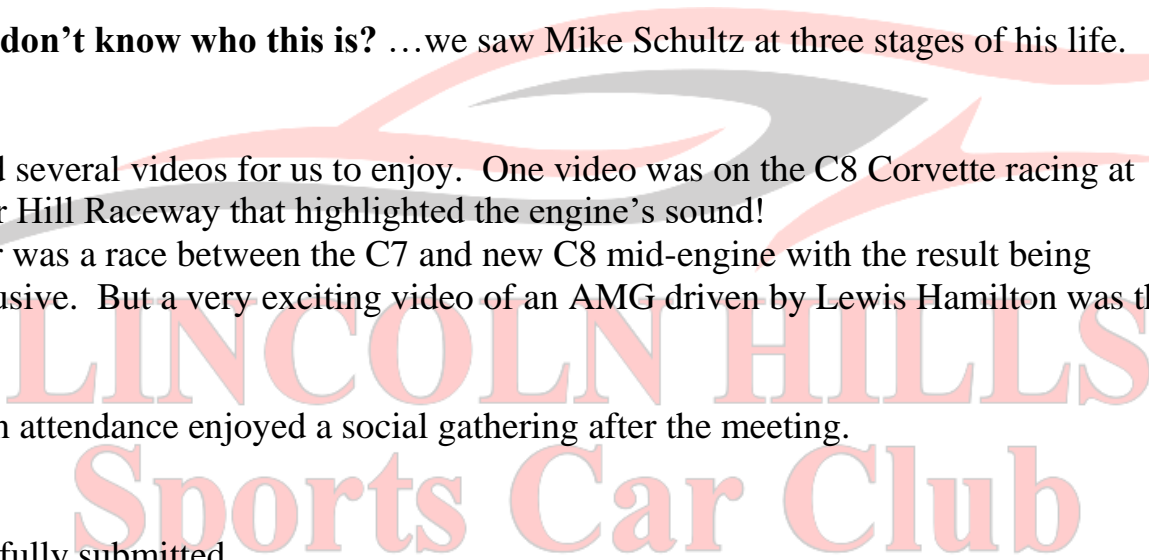 don’t know who this is? …we saw Mike Schultz at three stages of his life.
several videos for us to enjoy.  One video was on the C8 Corvette racing at
Hill Raceway that highlighted the engine’s sound!
was a race between the C7 and new C8 mid-engine with the result being
usive.  But a very exciting video of an AMG driven by Lewis Hamilton was th
LINCOLN HILLS
n attendance enjoyed a social gathering after the meeting.
Sports Car Club
fully submitted